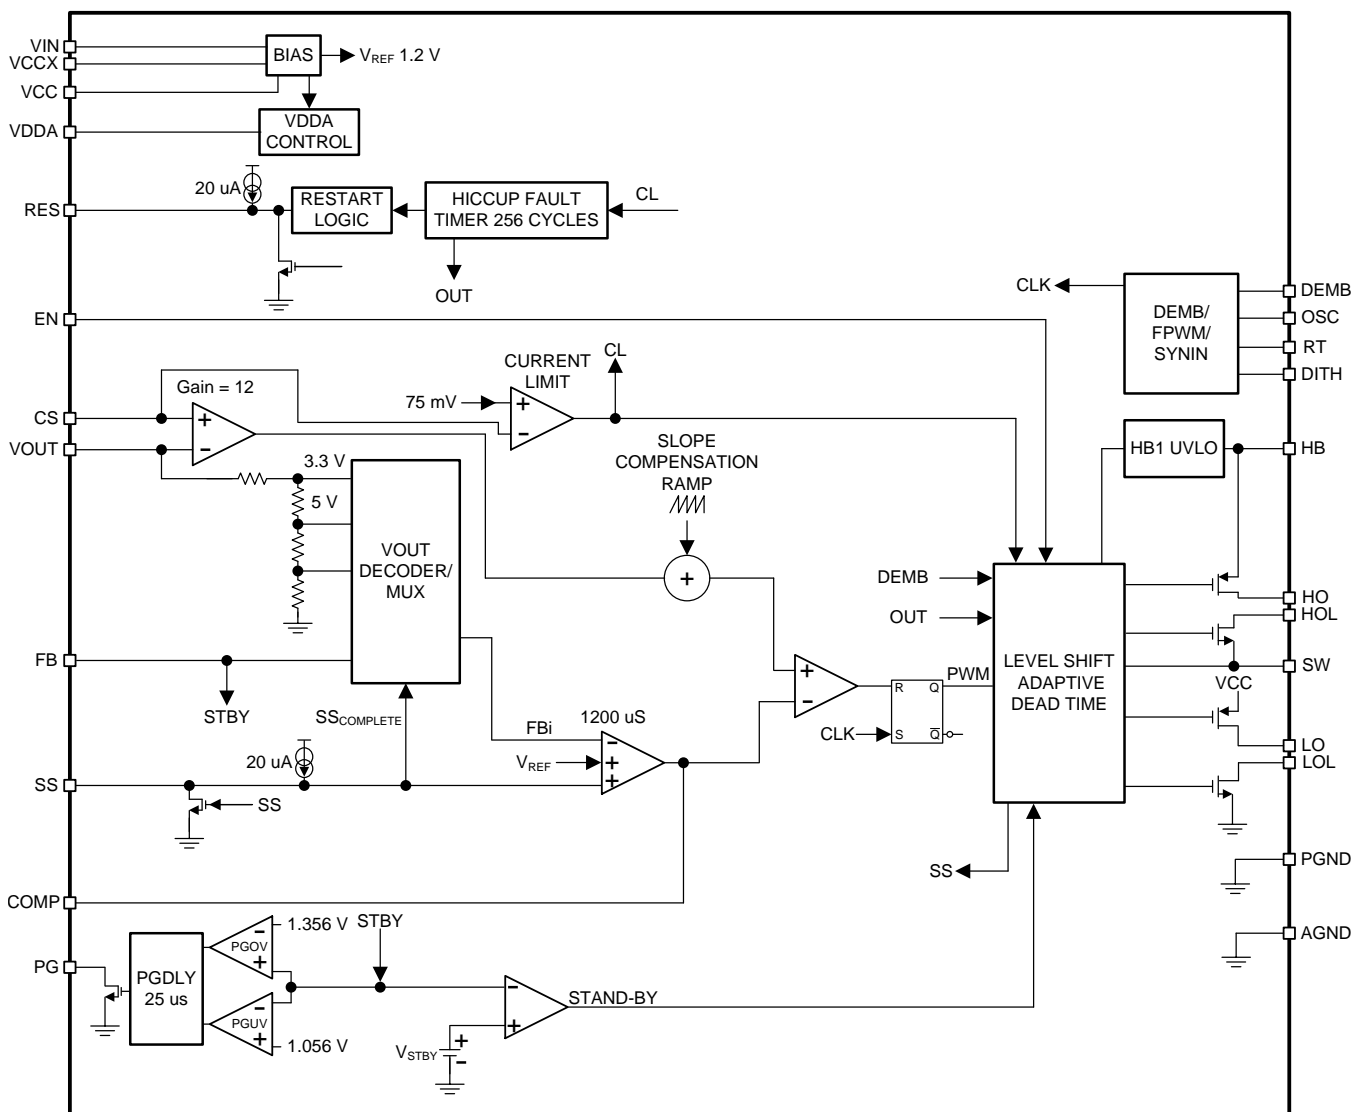 VIN
VCCX
VCC
VDDA
BIAS
VREF 1.2 V
VDDA
CONTROL
20 uA
RES
RESTART
LOGIC
HICCUP FAULT
TIMER 256 CYCLES
CL
OUT
EN
CLK
DEMB/
FPWM/
SYNIN
DEMB
OSC
RT
DITH
CS
VOUT
Gain = 12
+
−
CURRENT
LIMIT
75 mV
+
−
CL
3.3 V
5 V
VOUT
DECODER/
MUX
SLOPE
COMPENSATION
RAMP
+
HB1 UVLO
HB
DEMB
OUT
LEVEL SHIFT
ADAPTIVE
DEAD TIME
HO
HOL
SW
VCC
LO
LOL
FB
STBY
SSCOMPLETE
FBi
1200 uS
VREF
−
+
+
+
−
R
Q
S
Q
PWM
CLK
20 uA
SS
SS
SS
COMP
PGND
AGND
PG
PGDLY
25 us
PGOV
−
+
1.356 V
PGUV
−
+
1.056 V
STBY
−
+
STAND-BY
VSTBY
+
−